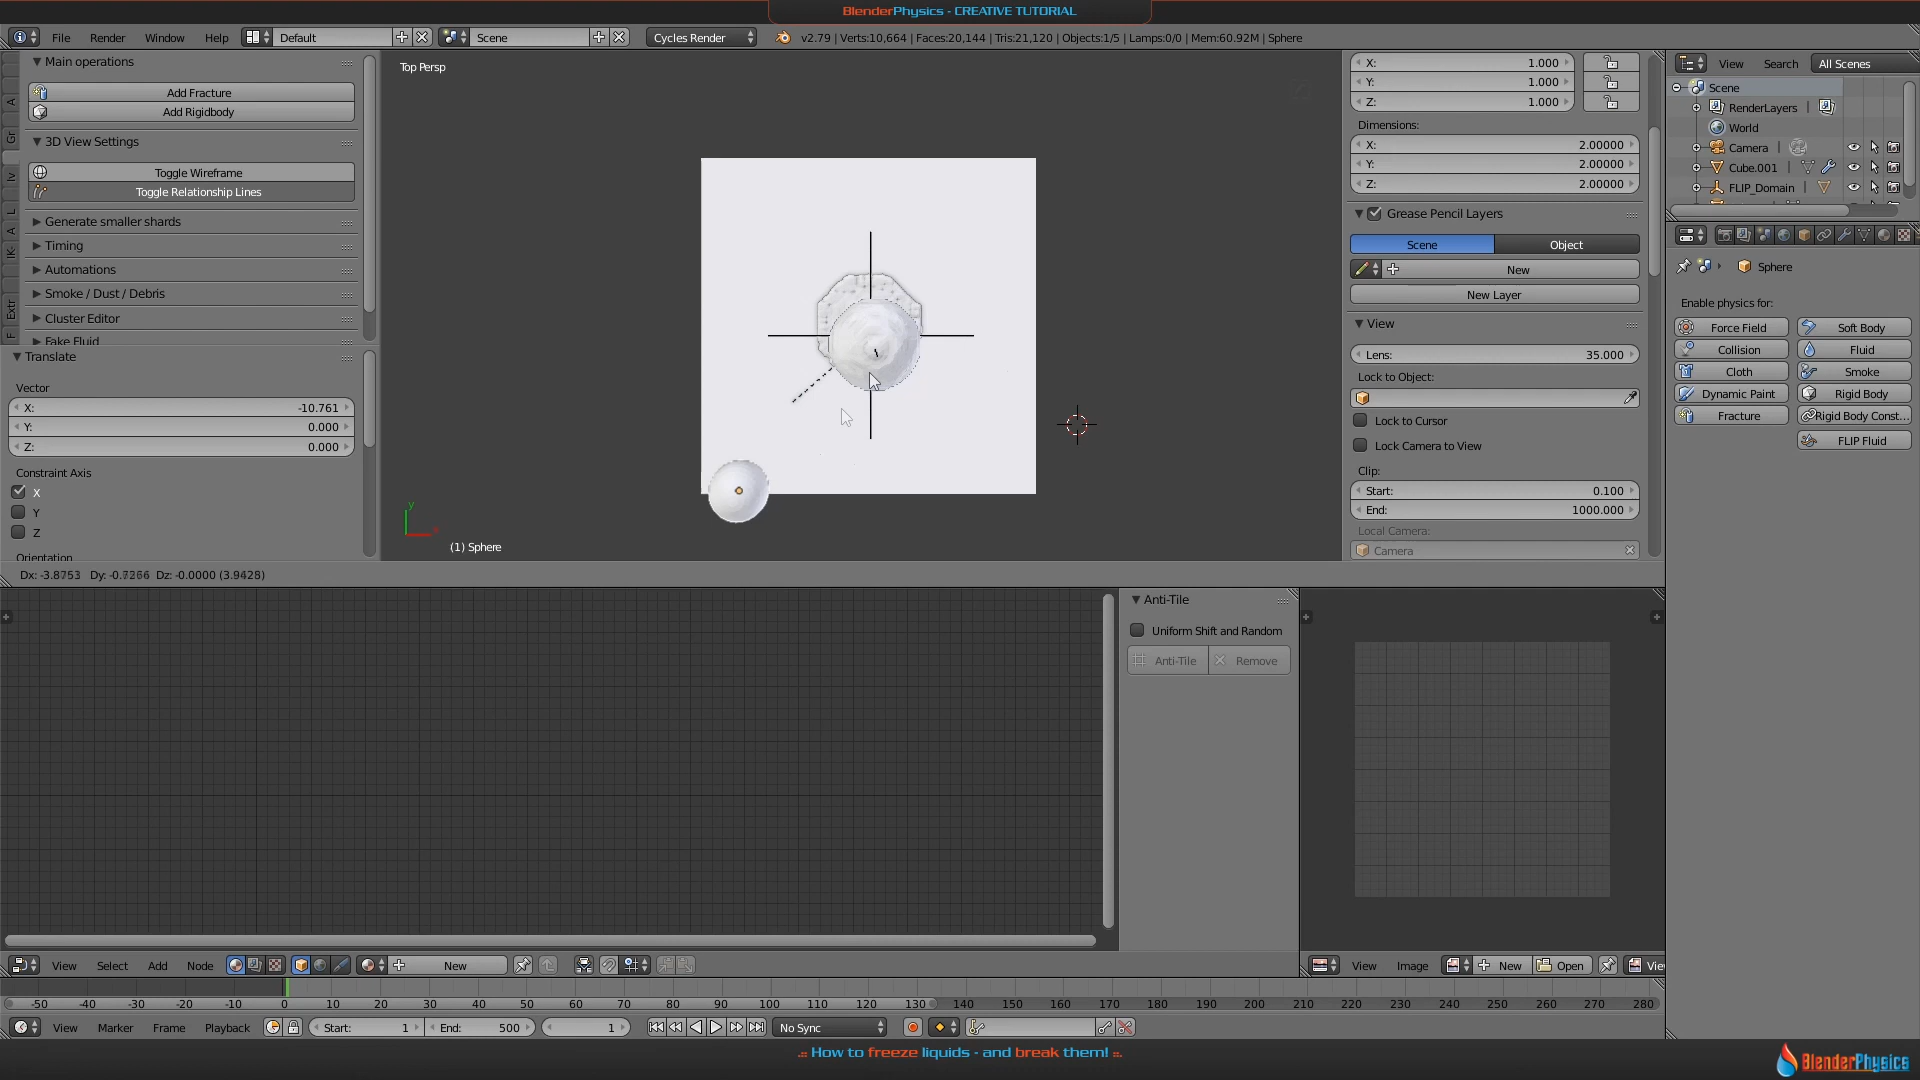 BlenderPhysics - CREATIVE TUTORIAL
File Render Window Help Default Scene Cycles Render v2.79 | Verts:10,664 | Faces:20,144 | Tris:21,120 | Objects:1/5 | Lamps:0/0 | Mem:60.92M | Sphere
Main operations
Add Fracture
Add Rigidbody
3D View Settings
Toggle Wireframe
Toggle Relationship Lines
Generate smaller shards
Timing
Automations
Smoke / Dust / Debris
Cluster Editor
Fake Fluid
A
Gr
Iv
L
A
IK:
Extr
F
Translate
Vector
X: -10.761
Y: 0.000
Z: 0.000
Constraint Axis
X
Y
Z
Orientation
Top Persp
y
(1) Sphere
Dx: -3.8753 Dy: -0.7266 Dz: -0.0000 (3.9428)
X: 1.000
Y: 1.000
Z: 1.000
Dimensions:
X: 2.00000
Y: 2.00000
Z: 2.00000
Grease Pencil Layers
Scene Object
New
New Layer
View
Lens: 35.000
Lock to Object:
Lock to Cursor
Lock Camera to View
Clip:
Start: 0.100
End: 1000.000
Local Camera:
Camera
View Search All Scenes
Scene
RenderLayers
World
Camera
Cube.001
FLIP_Domain
Sphere
Enable physics for:
Force Field Soft Body
Collision Fluid
Cloth Smoke
Dynamic Paint Rigid Body
Fracture Rigid Body Const...
FLIP Fluid
Anti-Tile
Uniform Shift and Random
Anti-Tile Remove
View Select Add Node New
View Image New Open Vie
-50 -40 -30 -20 -10 0 10 20 30 40 50 60 70 80 90 100 110 120 130 140 150 160 170 180 190 200 210 220 230 240 250 260 270 280
View Marker Frame Playback Start: 1 End: 500 1 No Sync
.:: How to freeze liquids - and break them! ::.
BlenderPhysics